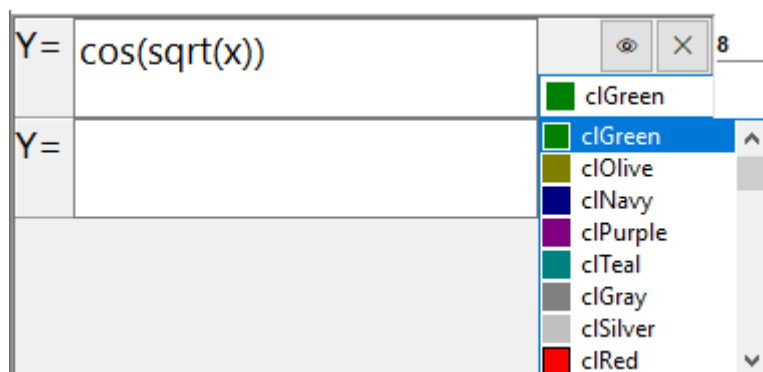 Y= cos(sqrt(x)) 8
clGreen
clGreen
Y=
clOlive
clNavy
clPurple
clTeal
clGray
clSilver
clRed